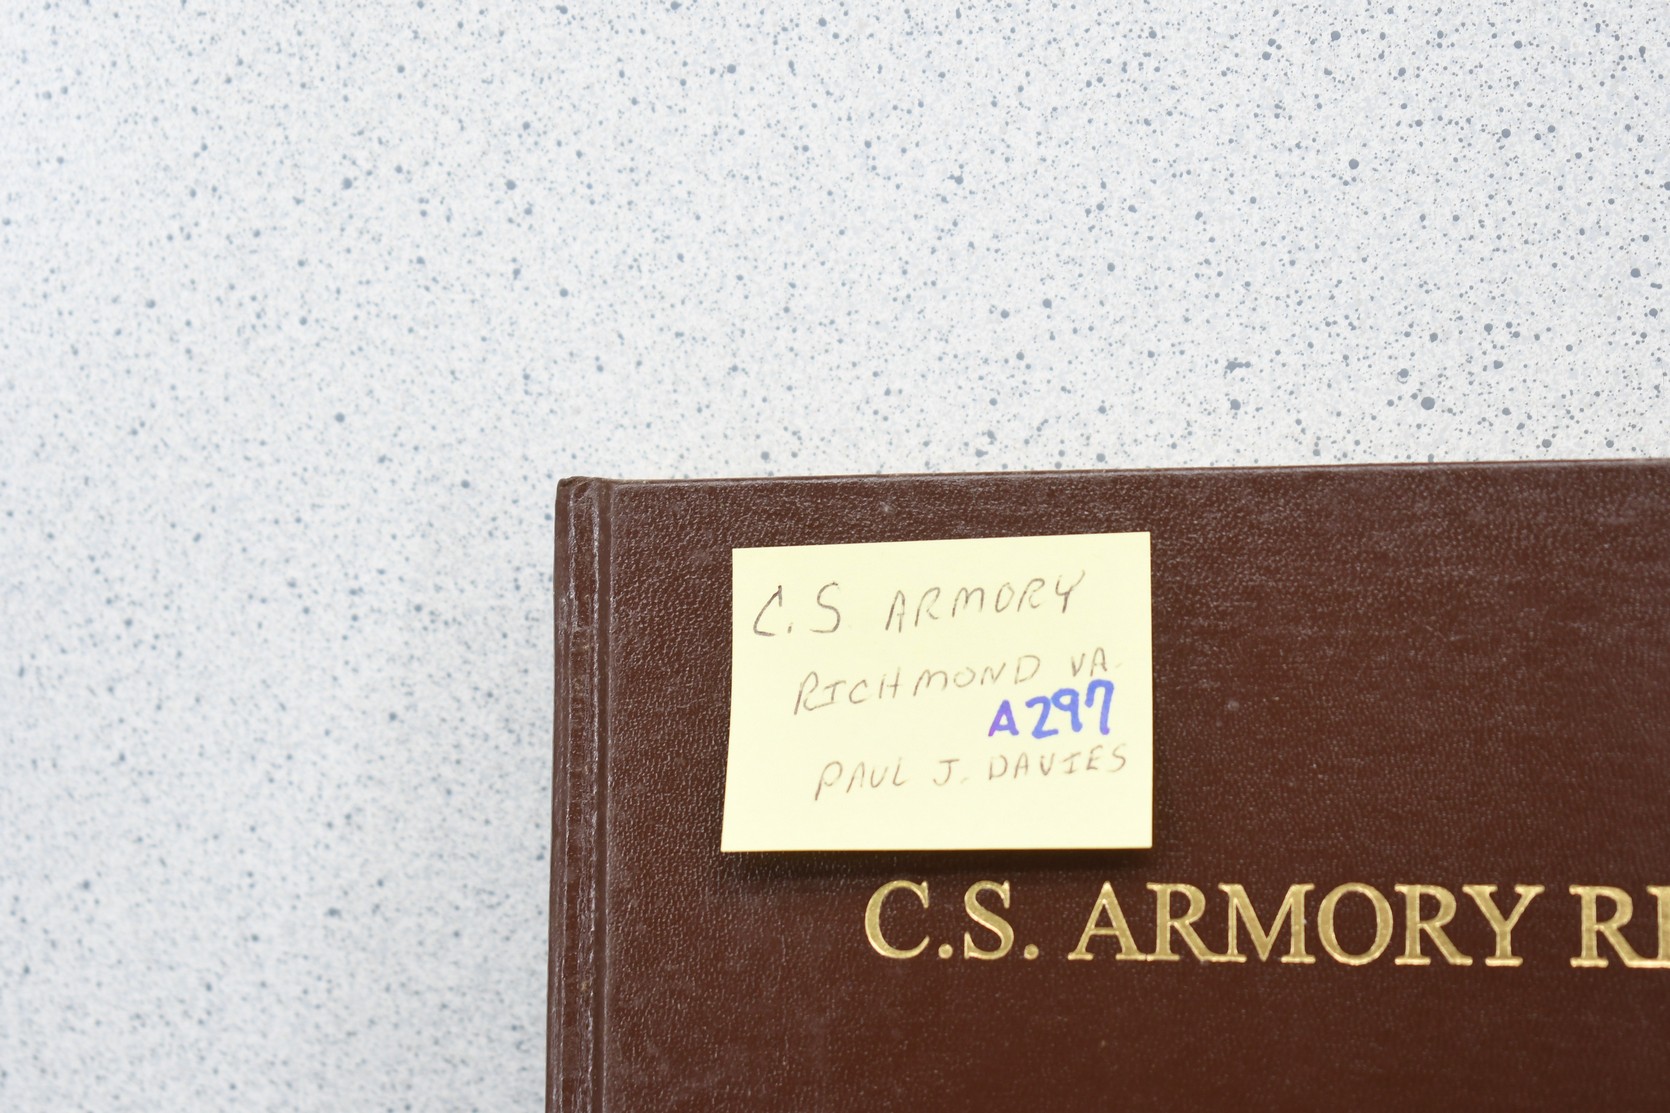 C.S. ARMORY
RICHMOND VA.
A297
PAUL J. DAVIES
C.S. ARMORY